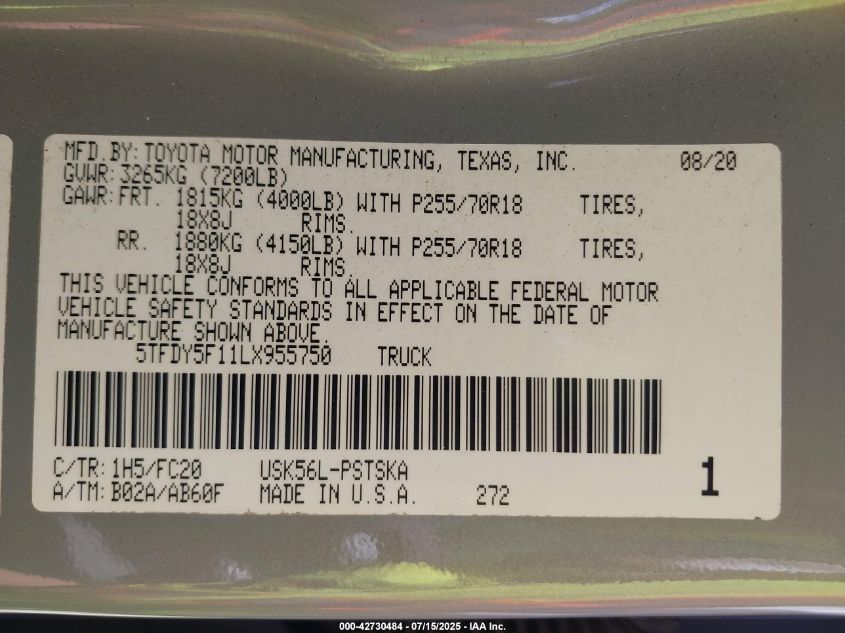 MFD. BY: TOYOTA MOTOR MANUFACTURING, TEXAS, INC. 08/20
GVWR: 3265KG (7200LB)
GAWR: FRT. 1815KG (4000LB) WITH P255/70R18 TIRES,
18X8J RIMS.
RR. 1880KG (4150LB) WITH P255/70R18 TIRES,
18X8J RIMS.
THIS VEHICLE CONFORMS TO ALL APPLICABLE FEDERAL MOTOR
VEHICLE SAFETY STANDARDS IN EFFECT ON THE DATE OF
MANUFACTURE SHOWN ABOVE.
5TFDY5F11LX955750 TRUCK
C/TR: 1H5/FC20 USK56L-PSTSKA
A/TM: B02A/AB60F MADE IN U.S.A. 272 1
000-42730484 - 07/15/2025 - IAA Inc.